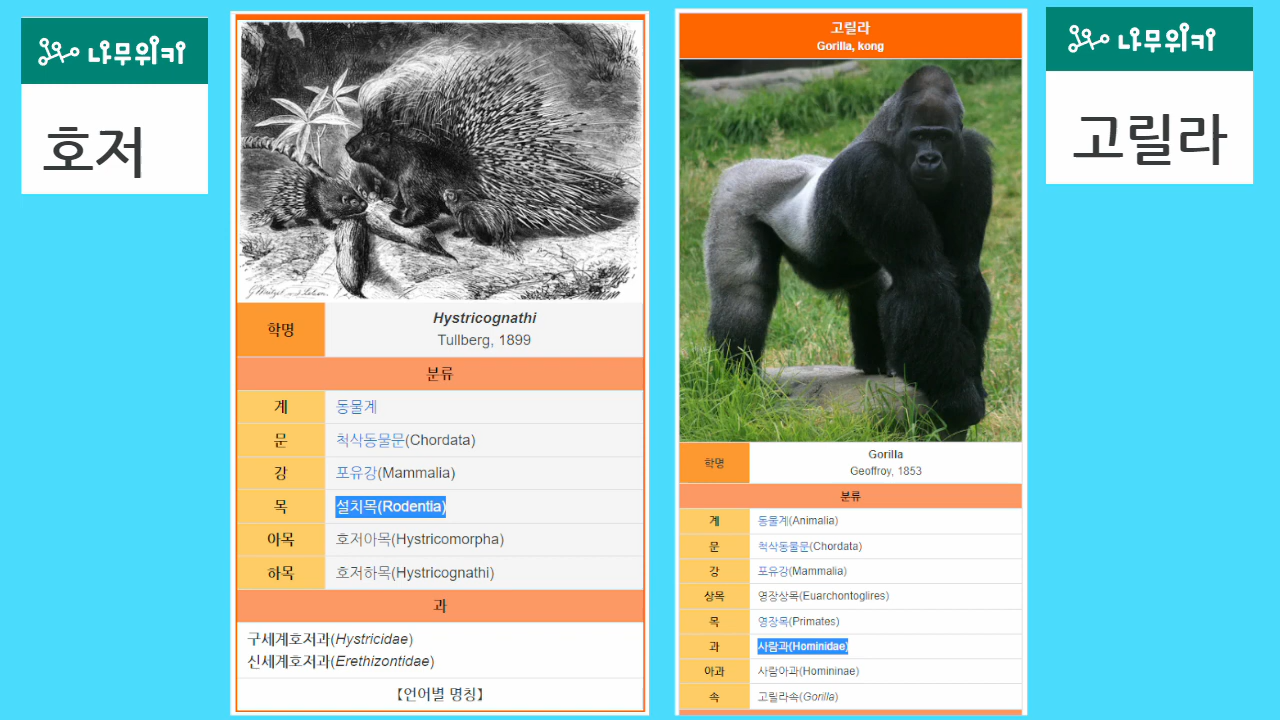 나무위키
호저
학명 Hystricognathi
Tullberg, 1899
분류
계 동물계
문 척삭동물문(Chordata)
강 포유강(Mammalia)
목 설치목(Rodentia)
아목 호저아목(Hystricomorpha)
하목 호저하목(Hystricognathi)
과
구세계호저과(Hystricidae)
신세계호저과(Erethizontidae)
【언어별 명칭】
고릴라
Gorilla, kong
학명 Gorilla
Geoffroy, 1853
분류
계 동물계(Animalia)
문 척삭동물문(Chordata)
강 포유강(Mammalia)
상목 영장상목(Euarchontoglires)
목 영장목(Primates)
과 사람과(Hominidae)
아과 사람아과(Homininae)
속 고릴라속(Gorilla)
나무위키
고릴라